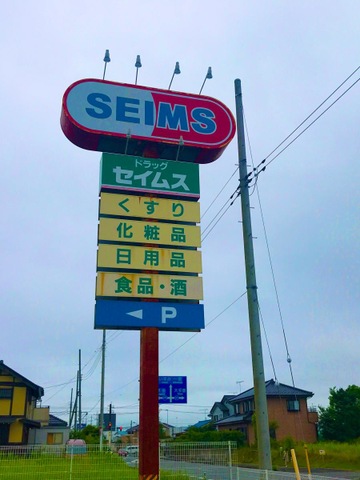 SEIMS
ドラッグ
セイムス
くすり
化粧品
日用品
食品・酒
P